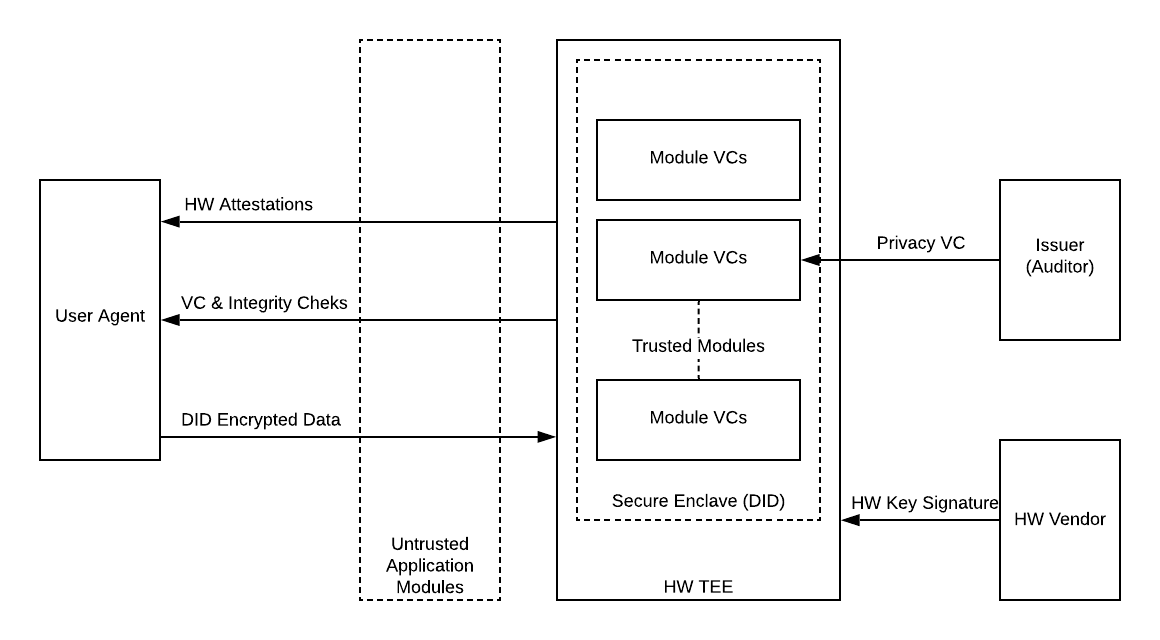 Module VCs
HW Attestations
Privacy VC
Issuer
(Auditor)
Module VCs
VC & Integrity Cheks
User Agent
Trusted Modules
DID Encrypted Data
Module VCs
Secure Enclave (DID)
HW Key Signature
HW Vendor
Untrusted
Application
Modules
HW TEE